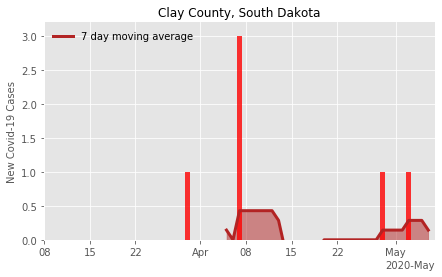 Clay County, South Dakota
7 day moving average
New Covid-19 Cases
3.0
2.5
2.0
1.5
1.0
0.5
0.0
08 15 22 Apr 08 15 22 May
2020-May